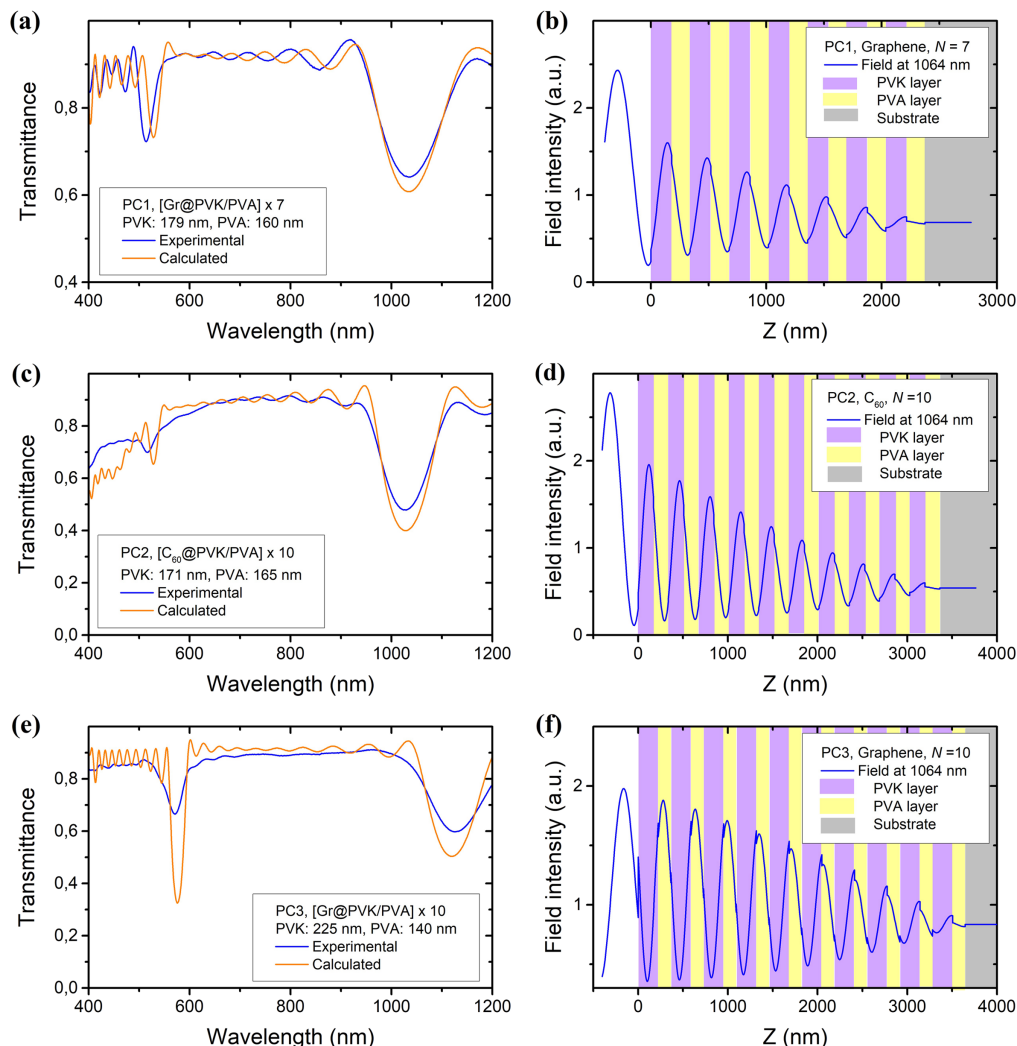 (a)
Transmittance
0.8
0.6
0.4
400
600
800
1000
1200
Wavelength (nm)
PC1, [Gr@PVK/PVA] x 7
PVK: 179 nm, PVA: 160 nm
Experimental
Calculated
(b)
Field intensity (a.u.)
2
1
0
0
1000
2000
3000
Z (nm)
PC1, Graphene, N = 7
Field at 1064 nm
PVK layer
PVA layer
Substrate
(c)
Transmittance
0.8
0.6
0.4
0.2
0,0
400
600
800
1000
1200
Wavelength (nm)
PC2, [C60@PVK/PVA] x 10
PVK: 171 nm, PVA: 165 nm
Experimental
Calculated
(d)
Field intensity (a.u.)
2
1
0
0
1000
2000
3000
4000
Z (nm)
PC2, C60, N =10
Field at 1064 nm
PVK layer
PVA layer
Substrate
(e)
Transmittance
0.8
0.6
0.4
0.2
0,0
400
600
800
1000
1200
Wavelength (nm)
PC3, [Gr@PVK/PVA] x 10
PVK: 225 nm, PVA: 140 nm
Experimental
Calculated
(f)
Field intensity (a.u.)
2
1
0
1000
2000
3000
4000
Z (nm)
PC3, Graphene, N =10
Field at 1064 nm
PVK layer
PVA layer
Substrate